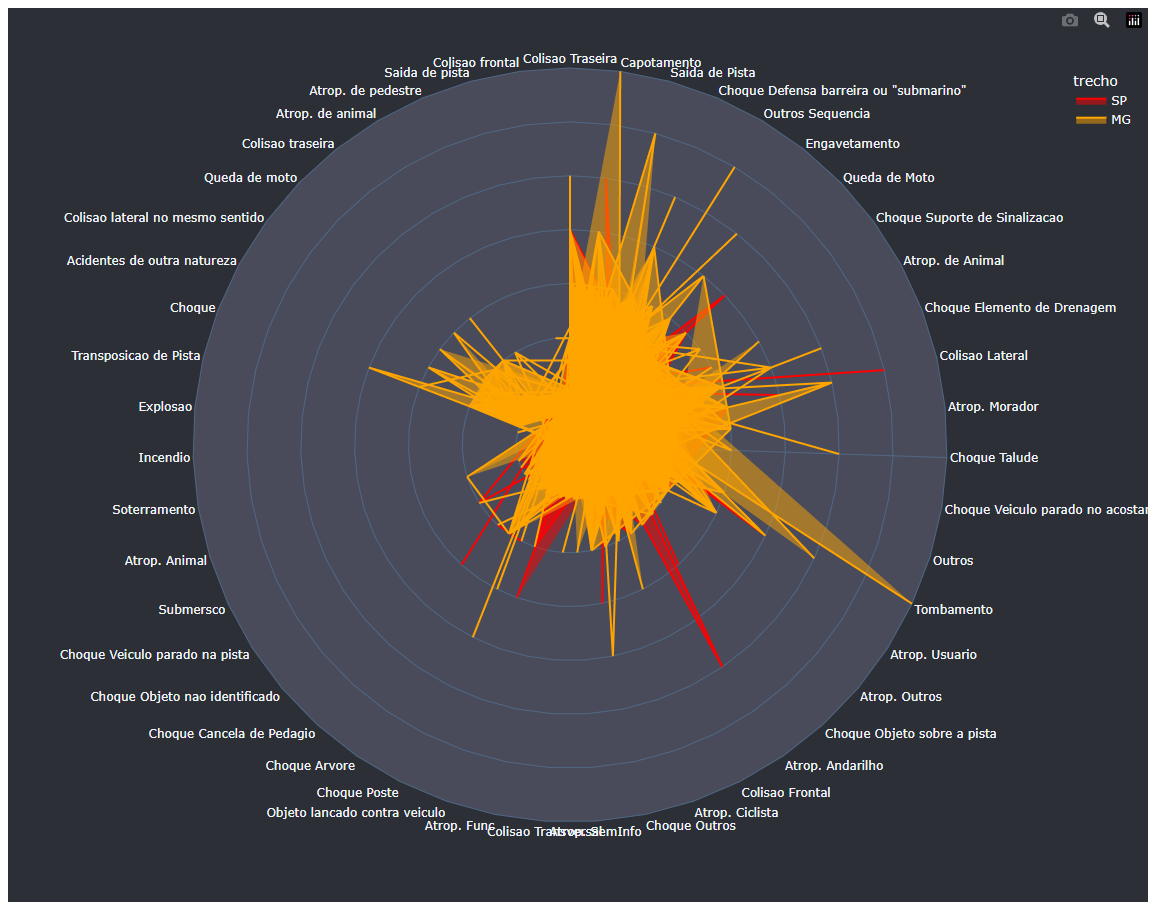 Colisao Traseira
Capotamento
Saida de Pista
Choque Defensa barreira ou "submarino"
Outros Sequencia
Engavetamento
Queda de Moto
Choque Suporte de Sinalizacao
Atrop. de Animal
Choque Elemento de Drenagem
Colisao Lateral
Atrop. Morador
Choque Talude
Choque Veiculo parado no acostar
Outros
Tombamento
Atrop. Usuario
Atrop. Outros
Choque Objeto sobre a pista
Atrop. Andarilho
Colisao Frontal
Atrop. Ciclista
Choque Outros
Atrop. SemInfo
Colisao Transversal
Atrop. Func
Objeto lancado contra veiculo
Choque Poste
Choque Arvore
Choque Cancela de Pedagio
Choque Objeto nao identificado
Choque Veiculo parado na pista
Submersco
Atrop. Animal
Soterramento
Incendio
Explosao
Transposicao de Pista
Choque
Acidentes de outra natureza
Colisao lateral no mesmo sentido
Queda de moto
Colisao traseira
Atrop. de animal
Atrop. de pedestre
Saida de pista
Colisao frontal
trecho
SP
MG